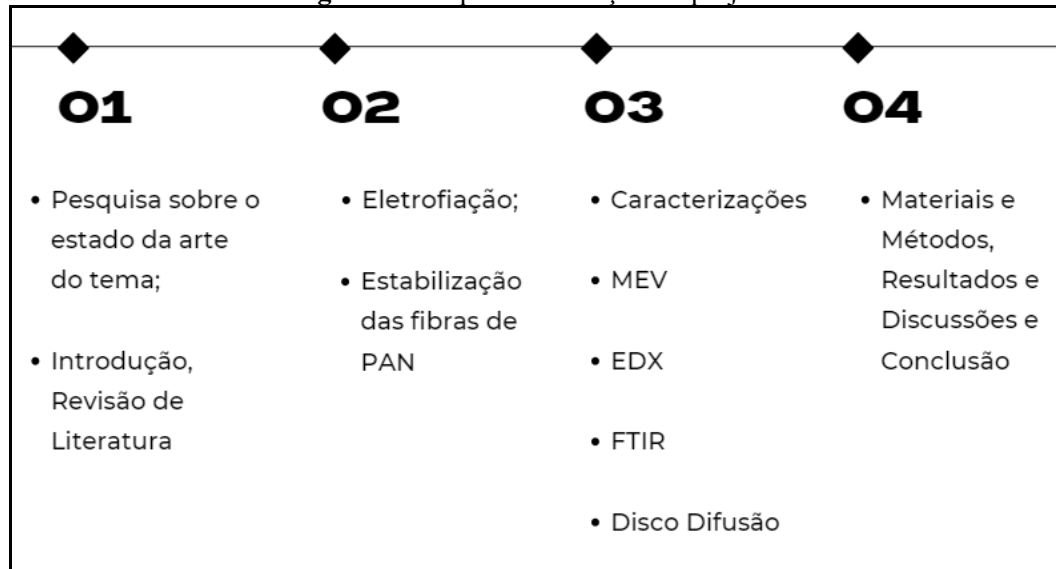 01
• Pesquisa sobre o
estado da arte
do tema;
• Introdução,
Revisão de
Literatura
02
• Eletrofiação;
• Estabilização
das fibras de
PAN
03
• Caracterizações
• MEV
• EDX
• FTIR
• Disco Difusão
04
• Materiais e
Métodos,
Resultados e
Discussões e
Conclusão